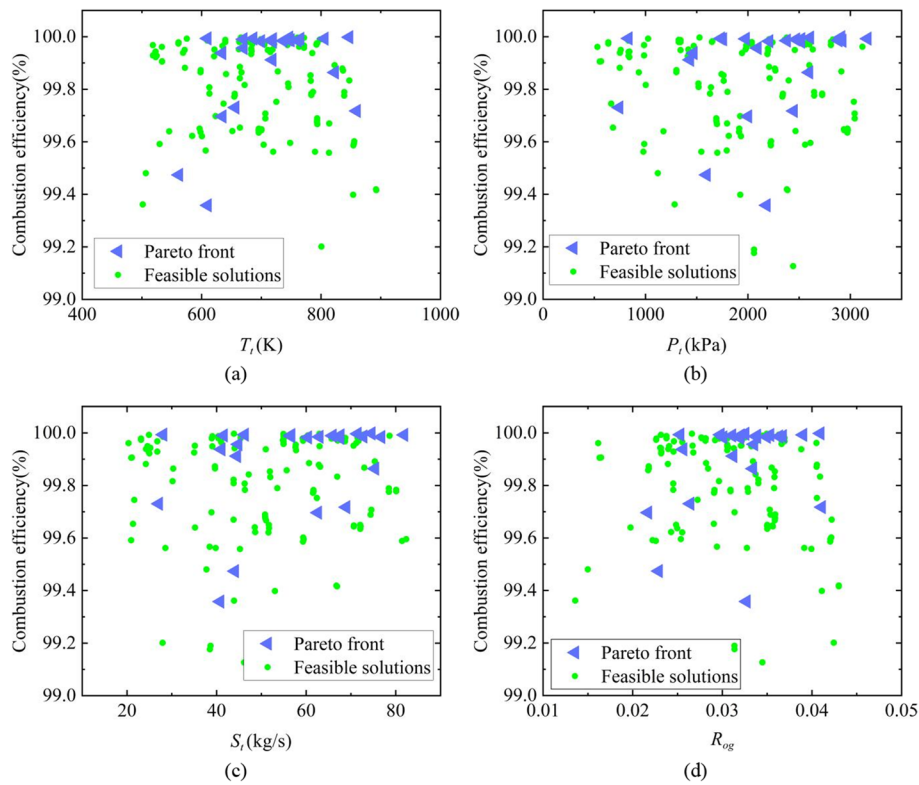 100.0
99.8
99.6
99.4
99.2
99.0
Combustion efficiency(%)
Pareto front
Feasible solutions
400 600 800 1000
Tt (K)
(a)
100.0
99.8
99.6
99.4
99.2
99.0
Combustion efficiency(%)
Pareto front
Feasible solutions
0 1000 2000 3000
Pt (kPa)
(b)
100.0
99.8
99.6
99.4
99.2
99.0
Combustion efficiency(%)
Pareto front
Feasible solutions
20 40 60 80
St (kg/s)
(c)
100.0
99.8
99.6
99.4
99.2
99.0
Combustion efficiency(%)
Pareto front
Feasible solutions
0.01 0.02 0.03 0.04 0.05
Rog
(d)